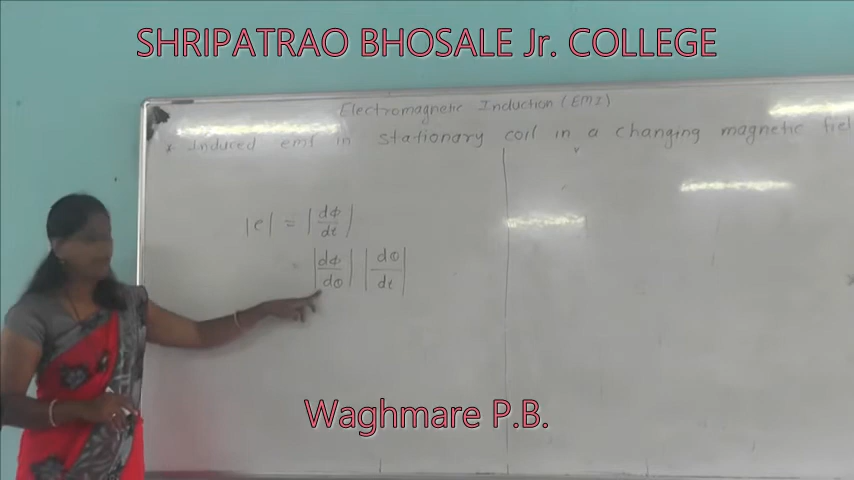 SHRIPATRAO BHOSALE Jr. COLLEGE
Electromagnetic Induction (EMI)
* Induced emf in stationary coil in a changing magnetic fiel
|e| = |dφ/dt|
= |dφ/dθ| |dθ/dt|
Waghmare P.B.